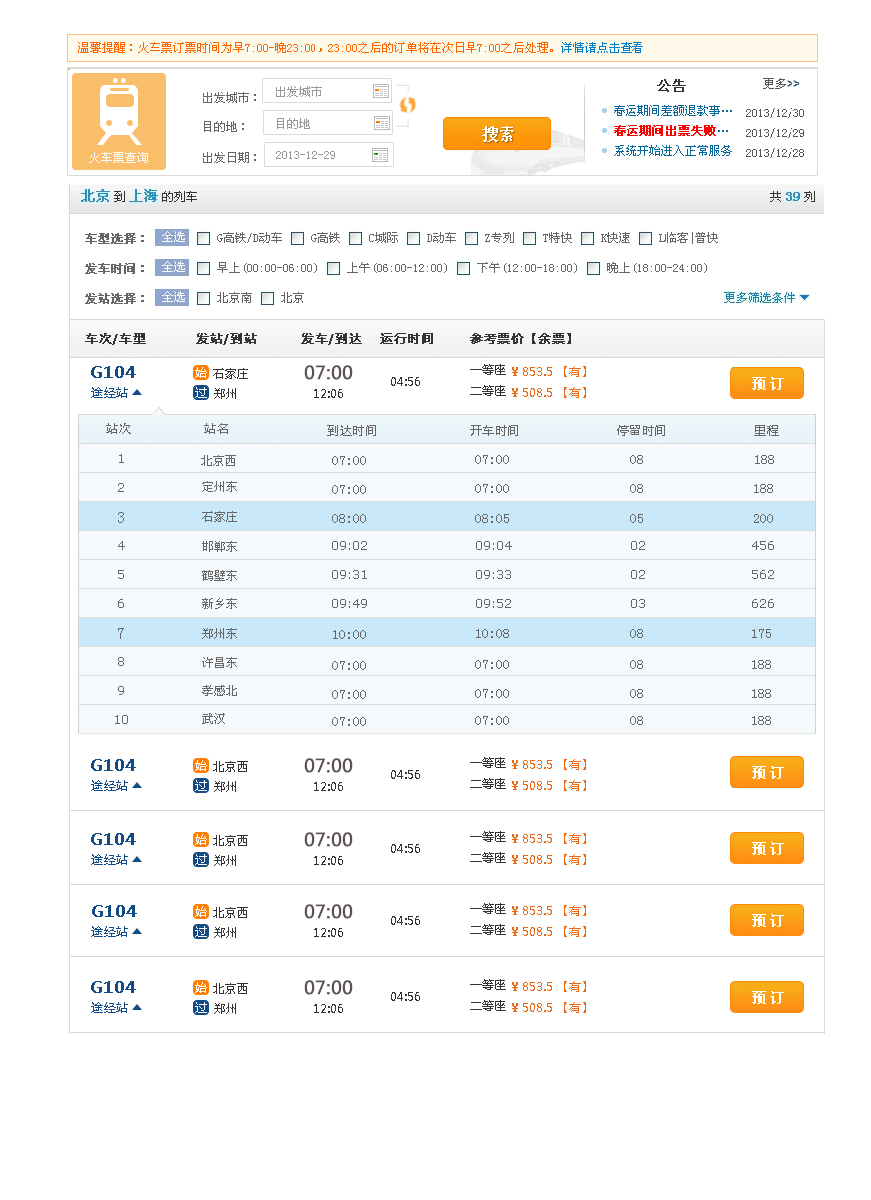 温馨提醒：火车票订票时间为早7:00-晚23:00，23:00之后的订单将在次日早7:00之后处理。详情请点击查看
火车票查询
出发城市： 出发城市
目的地： 目的地
出发日期： 2013-12-29
搜索
公告 更多>>
春运期间差额退款事… 2013/12/30
春运期间出票失败… 2013/12/29
系统开始进入正常服务 2013/12/28
北京 到 上海 的列车 共 39 列
车型选择： 全选 G高铁/D动车 G高铁 C城际 D动车 Z专列 T特快 K快速 L临客|普快
发车时间： 全选 早上(00:00-06:00) 上午(06:00-12:00) 下午(12:00-18:00) 晚上(18:00-24:00)
发站选择： 全选 北京南 北京 更多筛选条件
车次/车型 发站/到站 发车/到达 运行时间 参考票价【余票】
G104 始 石家庄 07:00 04:56 一等座 ¥ 853.5 【有】 预订
途经站 过 郑州 12:06 二等座 ¥ 508.5 【有】
站次 站名 到达时间 开车时间 停留时间 里程
1 北京西 07:00 07:00 08 188
2 定州东 07:00 07:00 08 188
3 石家庄 08:00 08:05 05 200
4 邯郸东 09:02 09:04 02 456
5 鹤壁东 09:31 09:33 02 562
6 新乡东 09:49 09:52 03 626
7 郑州东 10:00 10:08 08 175
8 许昌东 07:00 07:00 08 188
9 孝感北 07:00 07:00 08 188
10 武汉 07:00 07:00 08 188
G104 始 北京西 07:00 04:56 一等座 ¥ 853.5 【有】 预订
途经站 过 郑州 12:06 二等座 ¥ 508.5 【有】
G104 始 北京西 07:00 04:56 一等座 ¥ 853.5 【有】 预订
途经站 过 郑州 12:06 二等座 ¥ 508.5 【有】
G104 始 北京西 07:00 04:56 一等座 ¥ 853.5 【有】 预订
途经站 过 郑州 12:06 二等座 ¥ 508.5 【有】
G104 始 北京西 07:00 04:56 一等座 ¥ 853.5 【有】 预订
途经站 过 郑州 12:06 二等座 ¥ 508.5 【有】